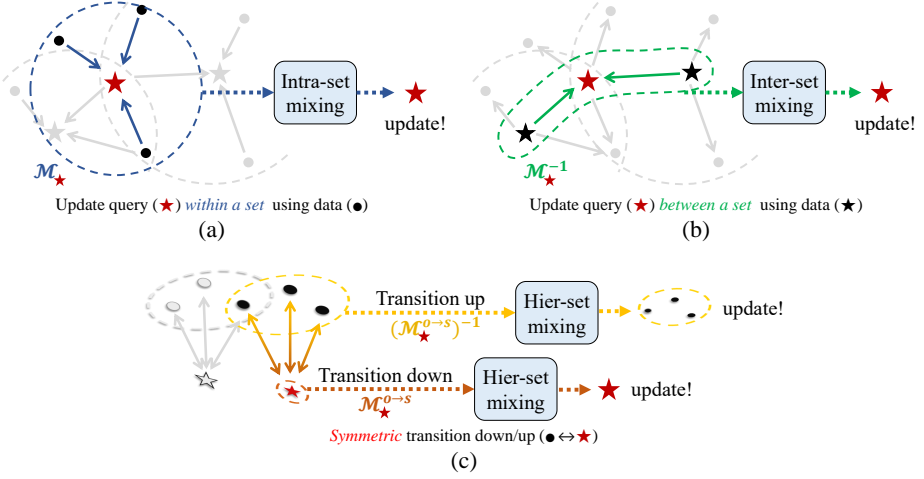 Intra-set
mixing
update!
ℳ★
Update query (★) within a set using data (●)
(a)
Inter-set
mixing
update!
ℳ★⁻¹
Update query (★) between a set using data (★)
(b)
Transition up
(ℳ★ᵒ→ˢ)⁻¹
Hier-set
mixing
update!
Transition down
ℳ★ᵒ→ˢ
Hier-set
mixing
update!
Symmetric transition down/up (●↔★)
(c)